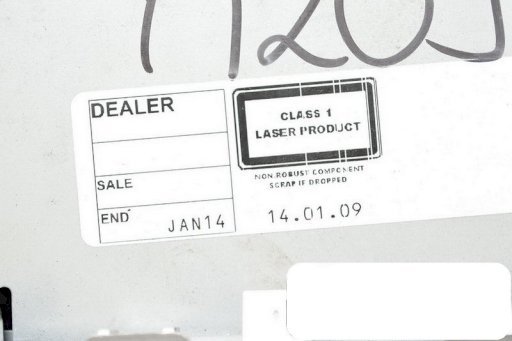 DEALER
SALE
END
JAN14
CLASS 1
LASER PRODUCT
NON ROBUST COMPONENT
SCRAP IF DROPPED
14.01.09